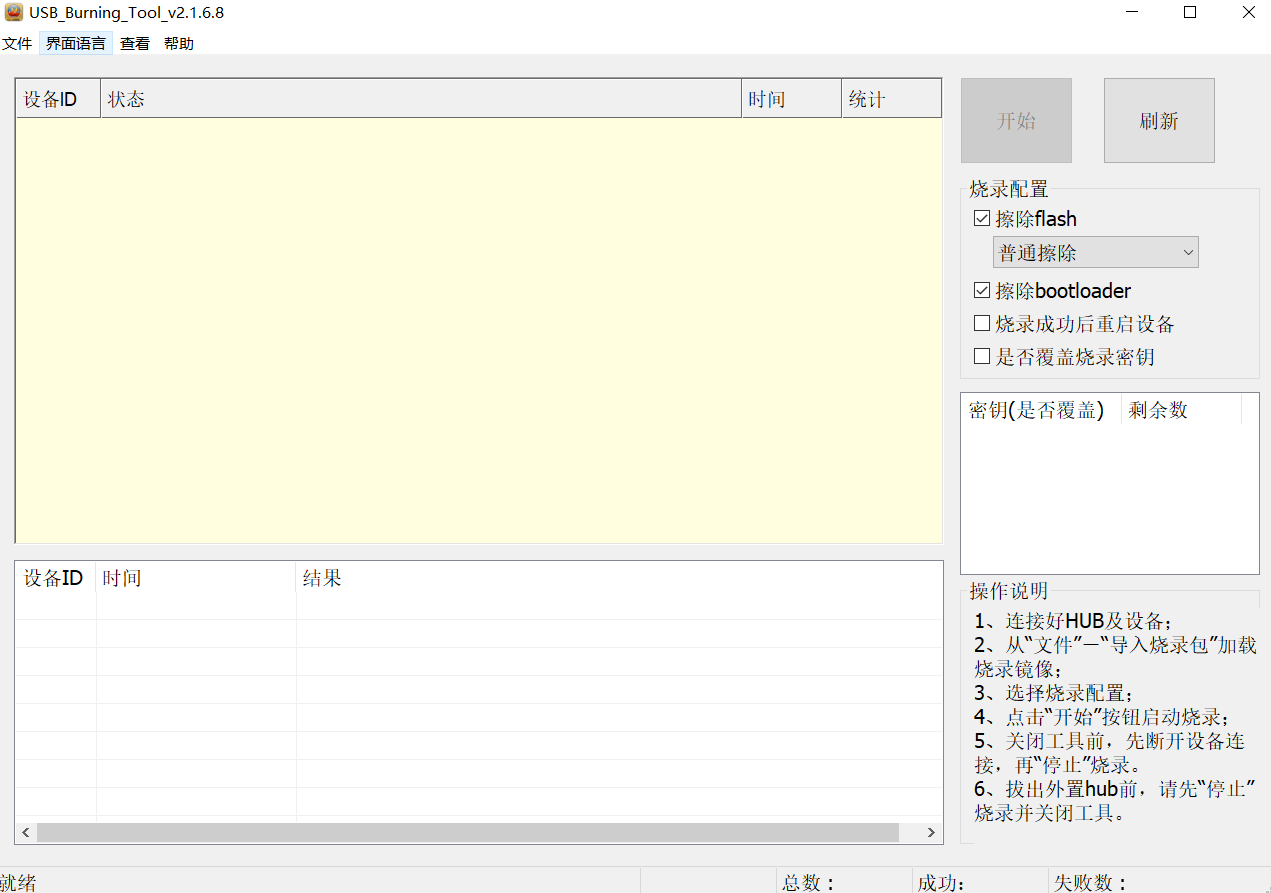 USB_Burning_Tool_v2.1.6.8
文件 界面语言 查看 帮助
设备ID 状态 时间 统计
开始 刷新
烧录配置
擦除flash
普通擦除
擦除bootloader
烧录成功后重启设备
是否覆盖烧录密钥
密钥(是否覆盖) 剩余数
设备ID 时间 结果
操作说明
1、连接好HUB及设备；
2、从“文件”—“导入烧录包”加载
烧录镜像；
3、选择烧录配置；
4、点击“开始”按钮启动烧录；
5、关闭工具前，先断开设备连
接，再“停止”烧录。
6、拔出外置hub前，请先“停止”
烧录并关闭工具。
就绪 总数： 成功： 失败数：